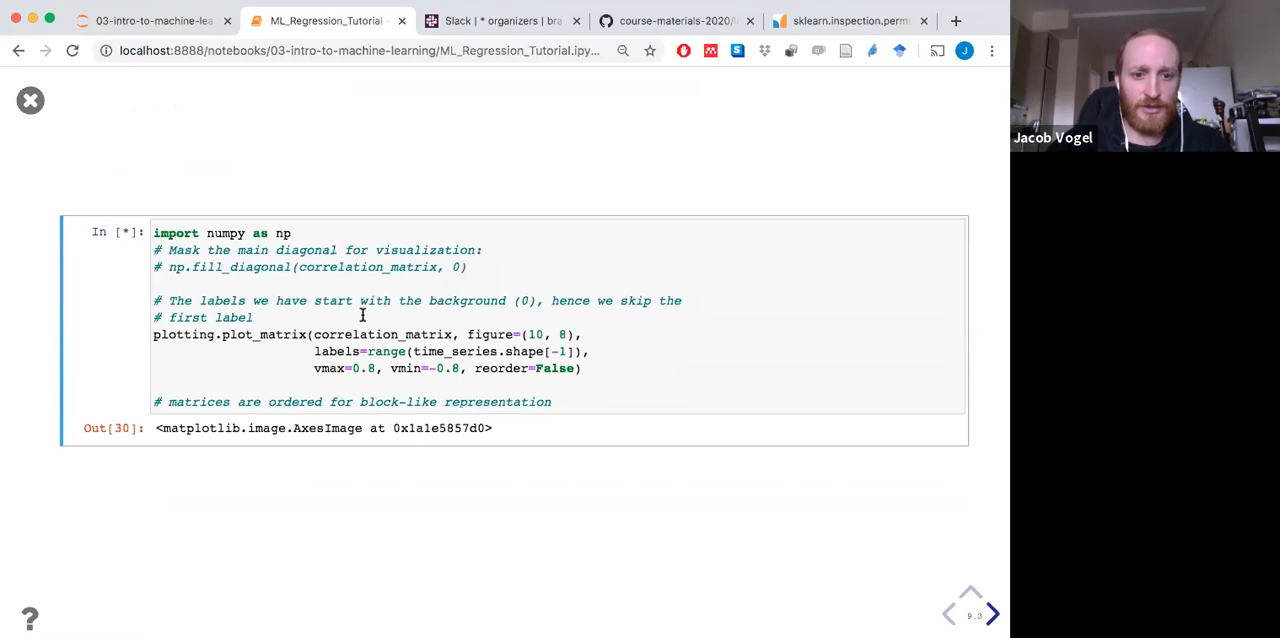 03-intro-to-machine-lea
ML_Regression_Tutorial
Slack | * organizers | bra
course-materials-2020/
sklearn.inspection.perm
localhost:8888/notebooks/03-intro-to-machine-learning/ML_Regression_Tutorial.ipy...
J
Jacob Vogel
In [*]:
import numpy as np
# Mask the main diagonal for visualization:
# np.fill_diagonal(correlation_matrix, 0)
# The labels we have start with the background (0), hence we skip the
# first label
plotting.plot_matrix(correlation_matrix, figure=(10, 8),
labels=range(time_series.shape[-1]),
vmax=0.8, vmin=-0.8, reorder=False)
# matrices are ordered for block-like representation
Out[30]:
<matplotlib.image.AxesImage at 0x1a1e5857d0>
?
9.3